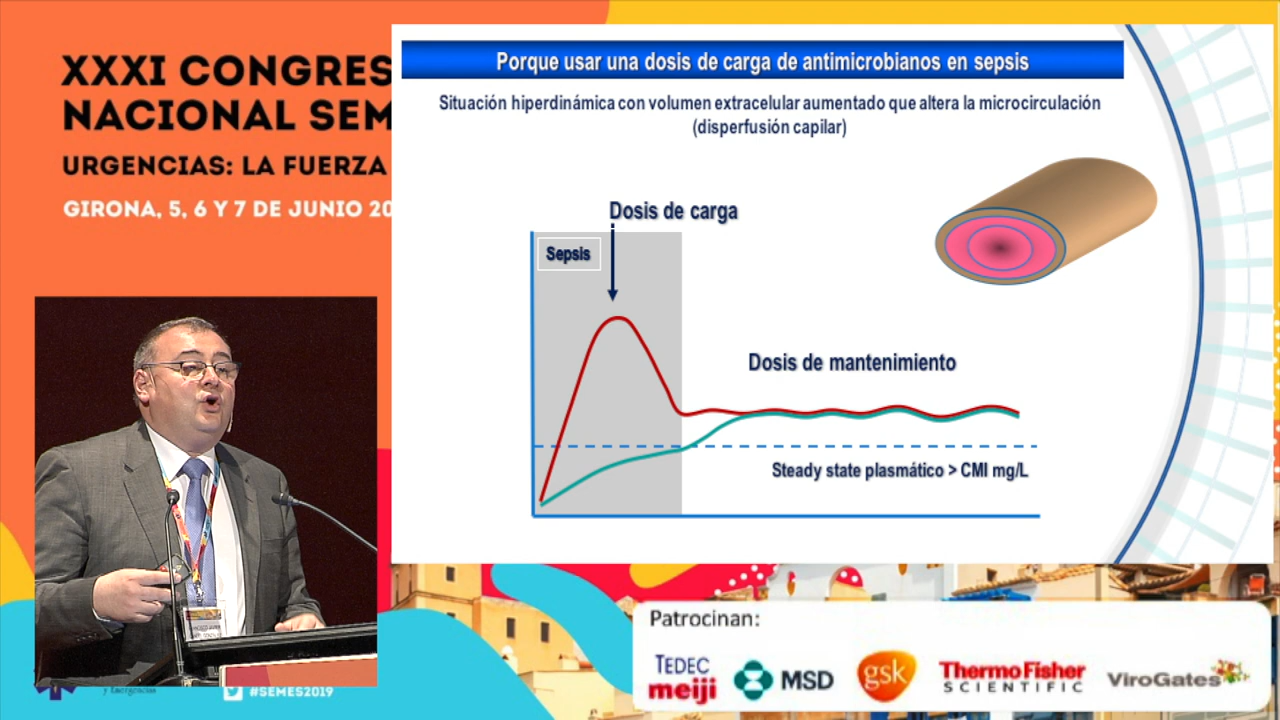 XXXI CONGRES
NACIONAL SEM
URGENCIAS: LA FUERZA
GIRONA, 5, 6 Y 7 DE JUNIO 20
Porque usar una dosis de carga de antimicrobianos en sepsis
Situación hiperdinámica con volumen extracelular aumentado que altera la microcirculación
(disperfusión capilar)
Dosis de carga
Sepsis
Dosis de mantenimiento
Steady state plasmático > CMI mg/L
y Emergencias
#SEMES2019
Patrocinan:
TEDEC
meiji
MSD
gsk
ThermoFisher
SCIENTIFIC
ViroGates